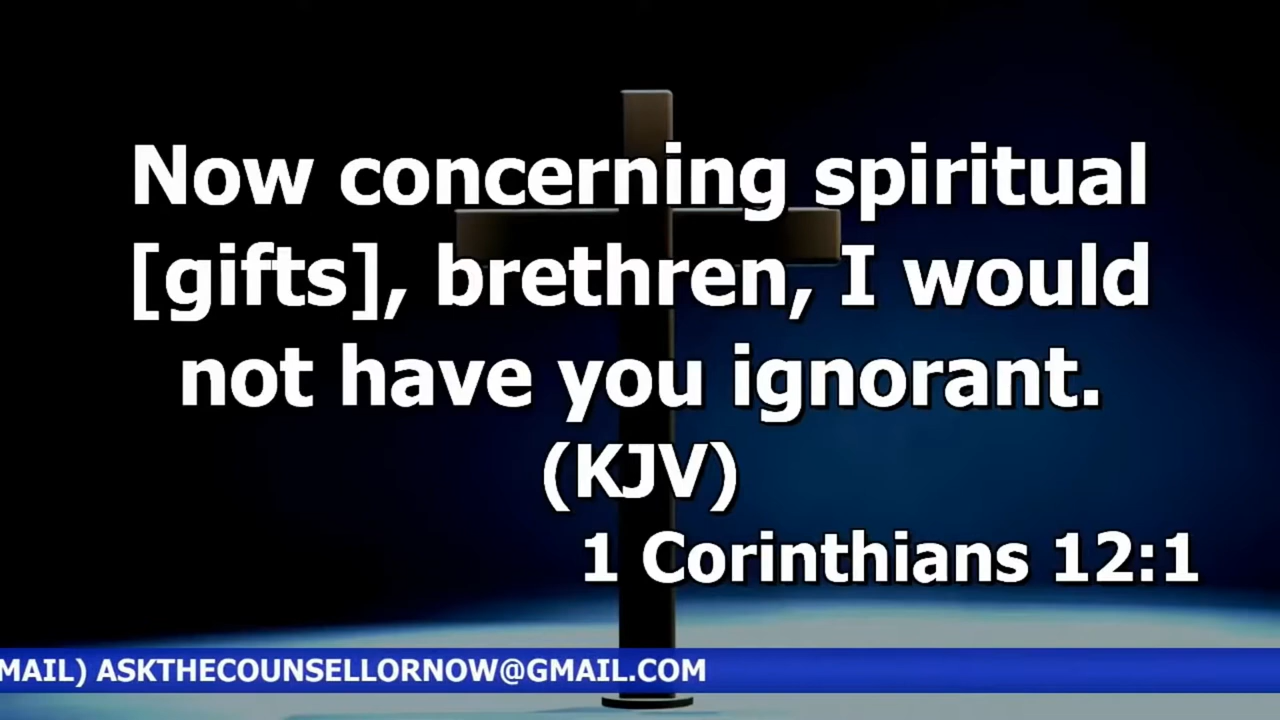 Now concerning spiritual
[gifts], brethren, I would
not have you ignorant.
(KJV)
1 Corinthians 12:1
MAIL) ASKTHECOUNSELLORNOW@GMAIL.COM